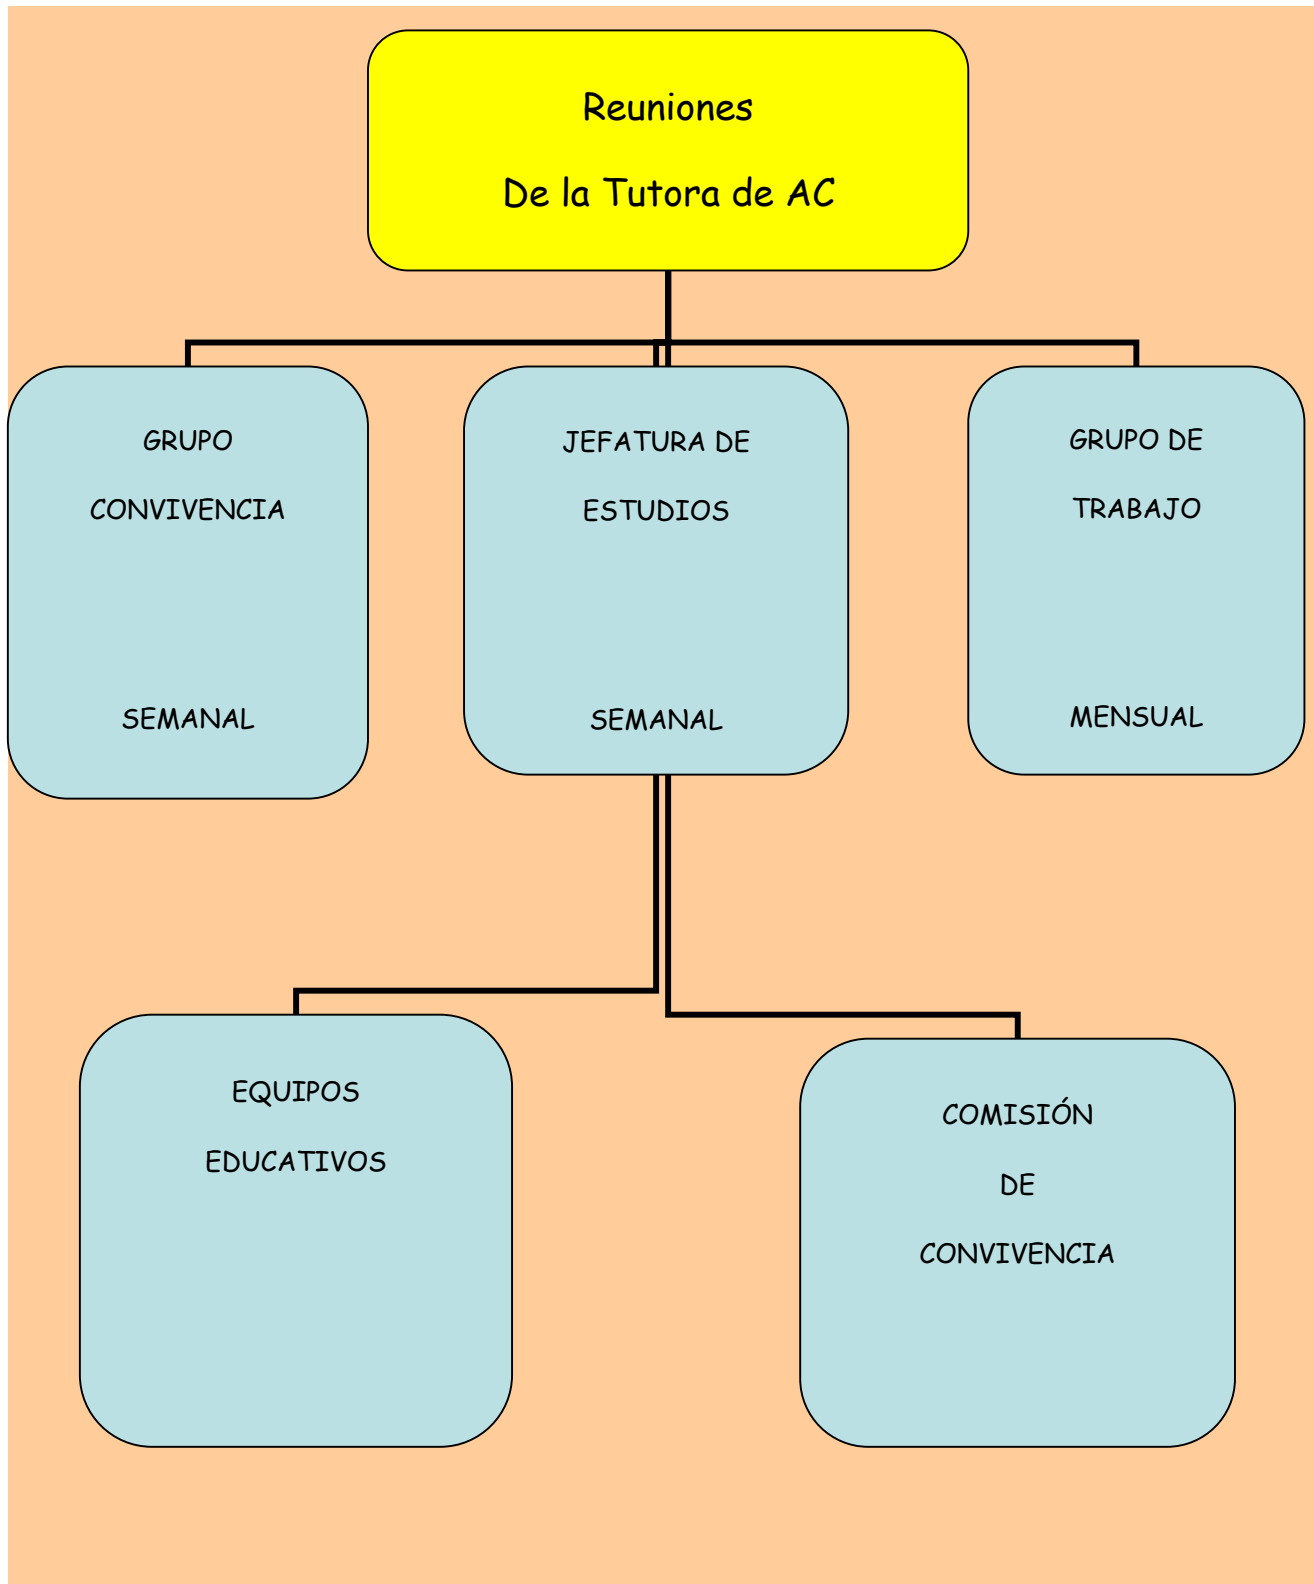 Reuniones
De la Tutora de AC
GRUPO
CONVIVENCIA
SEMANAL
JEFATURA DE
ESTUDIOS
SEMANAL
GRUPO DE
TRABAJO
MENSUAL
EQUIPOS
EDUCATIVOS
COMISIÓN
DE
CONVIVENCIA